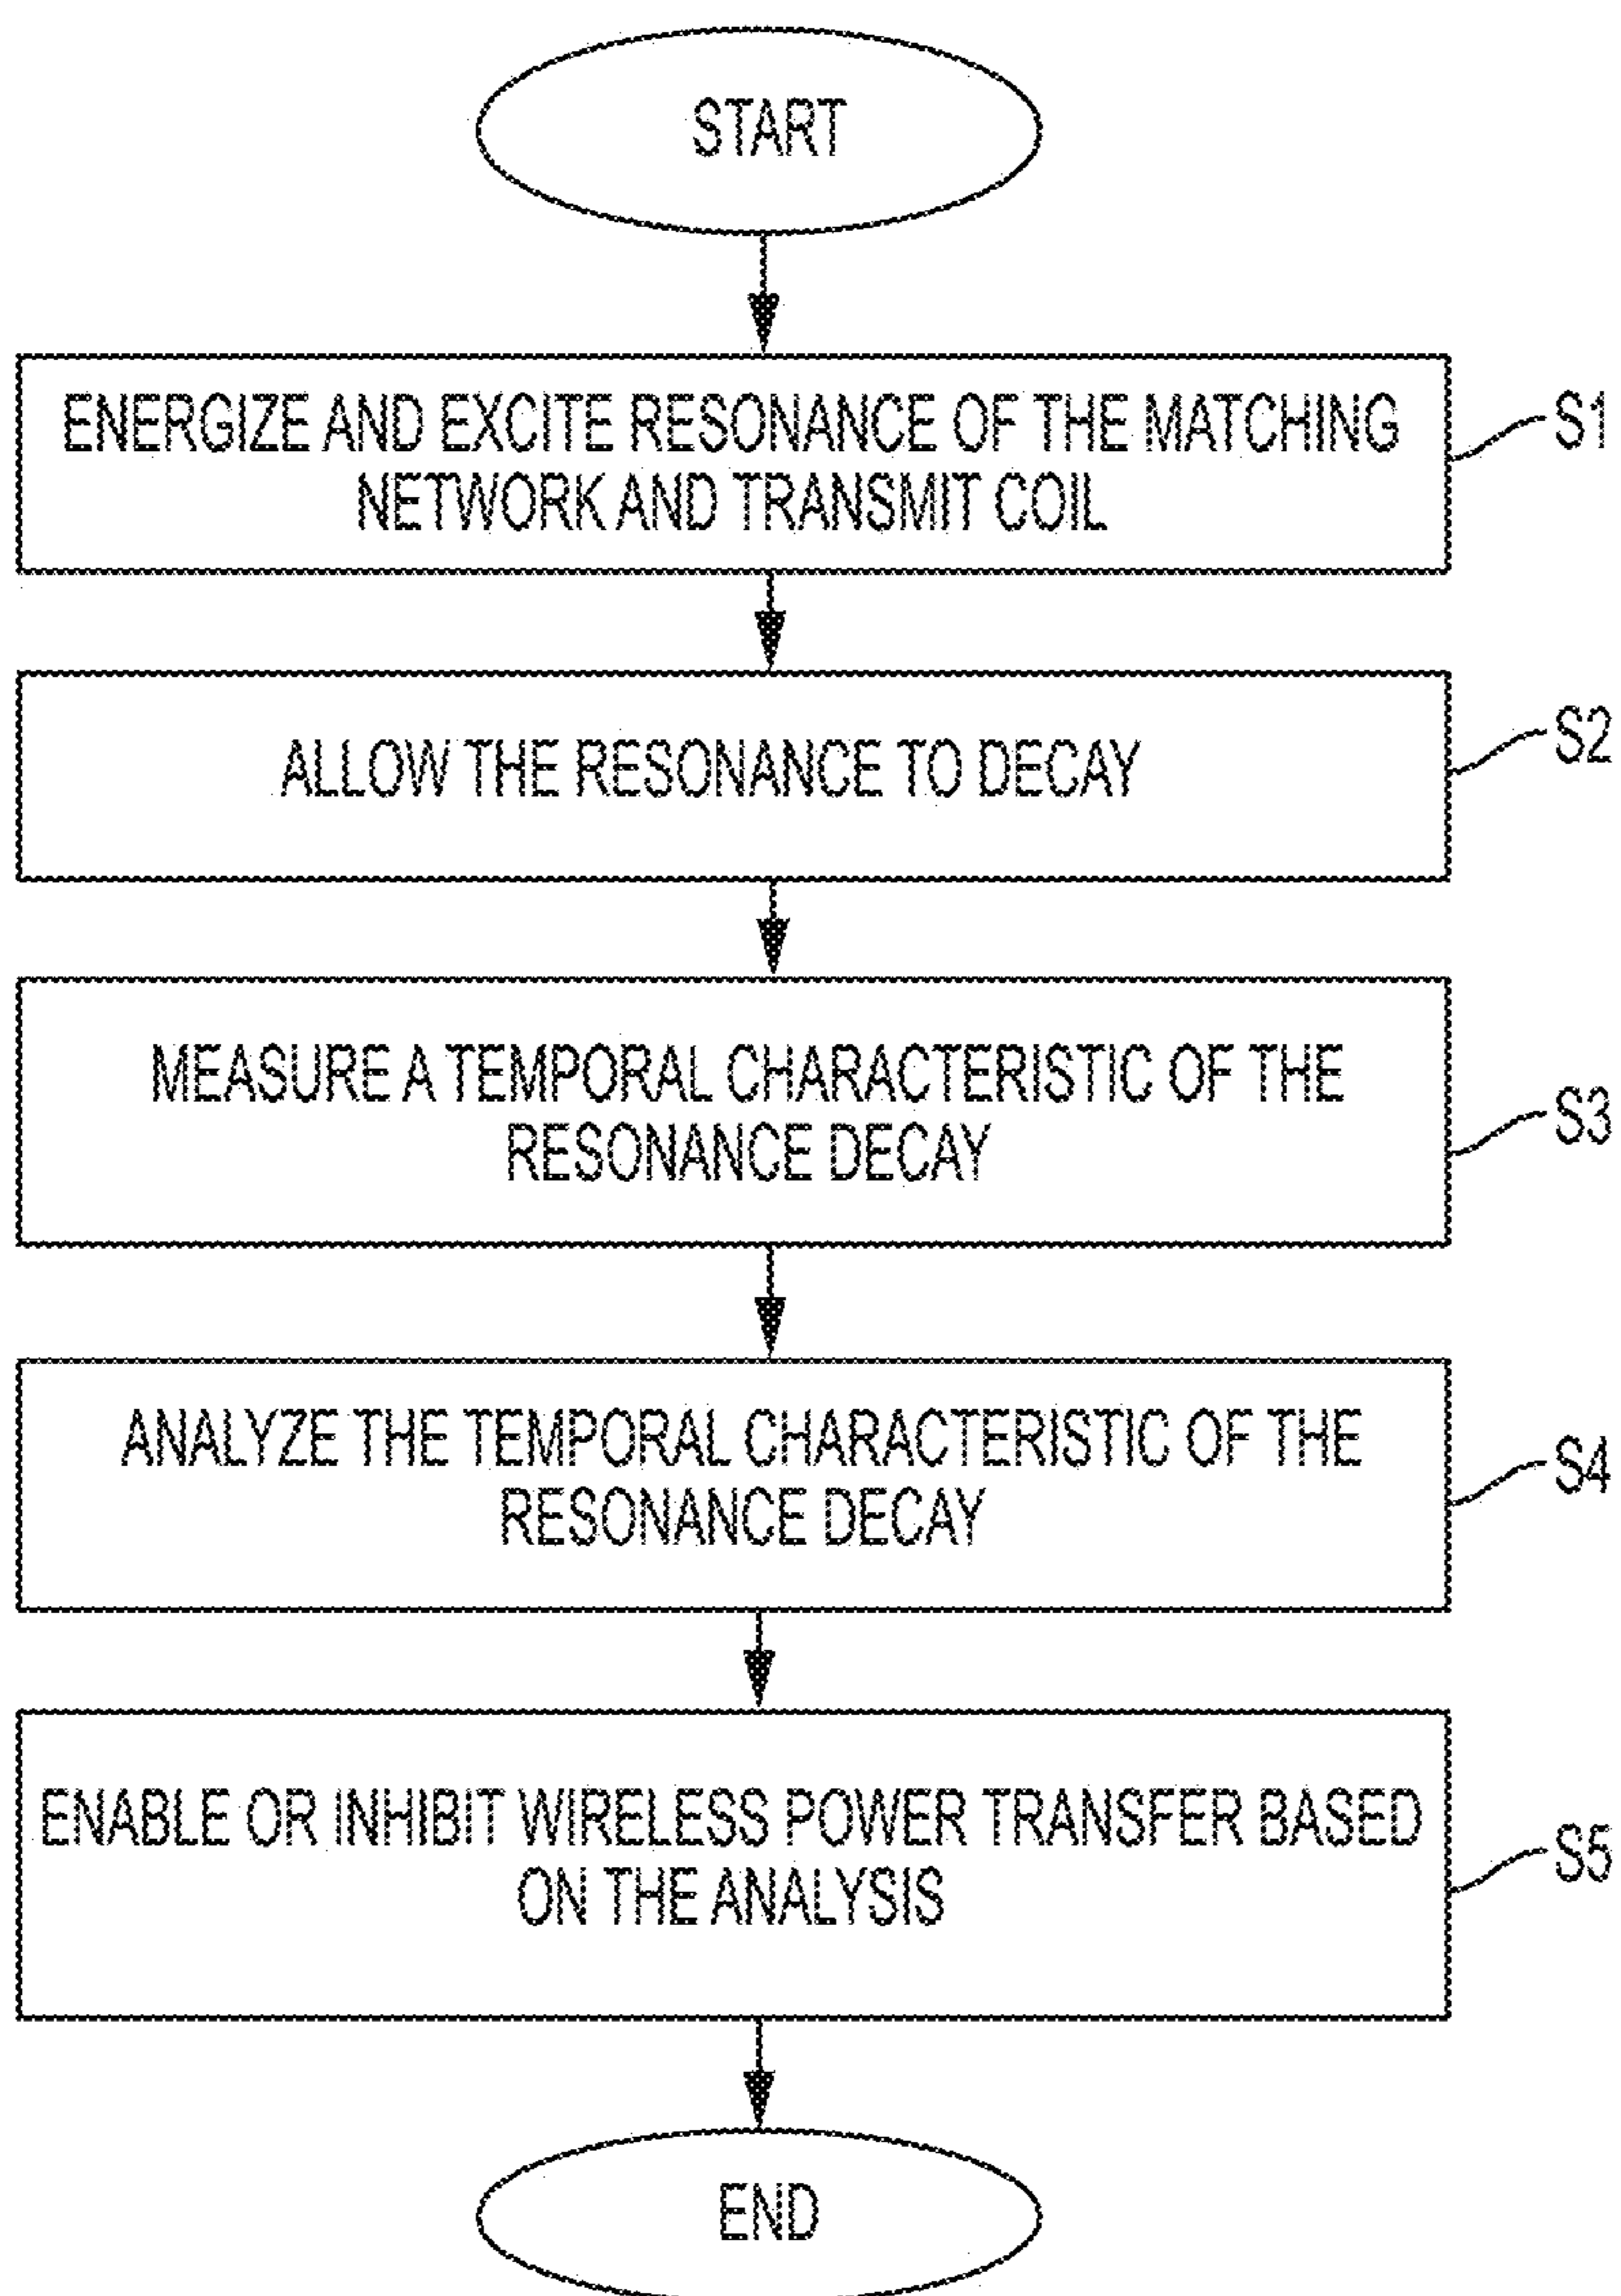 START
ENERGIZE AND EXCITE RESONANCE OF THE MATCHING
NETWORK AND TRANSMIT COIL
S1
ALLOW THE RESONANCE TO DECAY
S2
MEASURE A TEMPORAL CHARACTERISTIC OF THE
RESONANCE DECAY
S3
ANALYZE THE TEMPORAL CHARACTERISTIC OF THE
RESONANCE DECAY
S4
ENABLE OR INHIBIT WIRELESS POWER TRANSFER BASED
ON THE ANALYSIS
S5
END